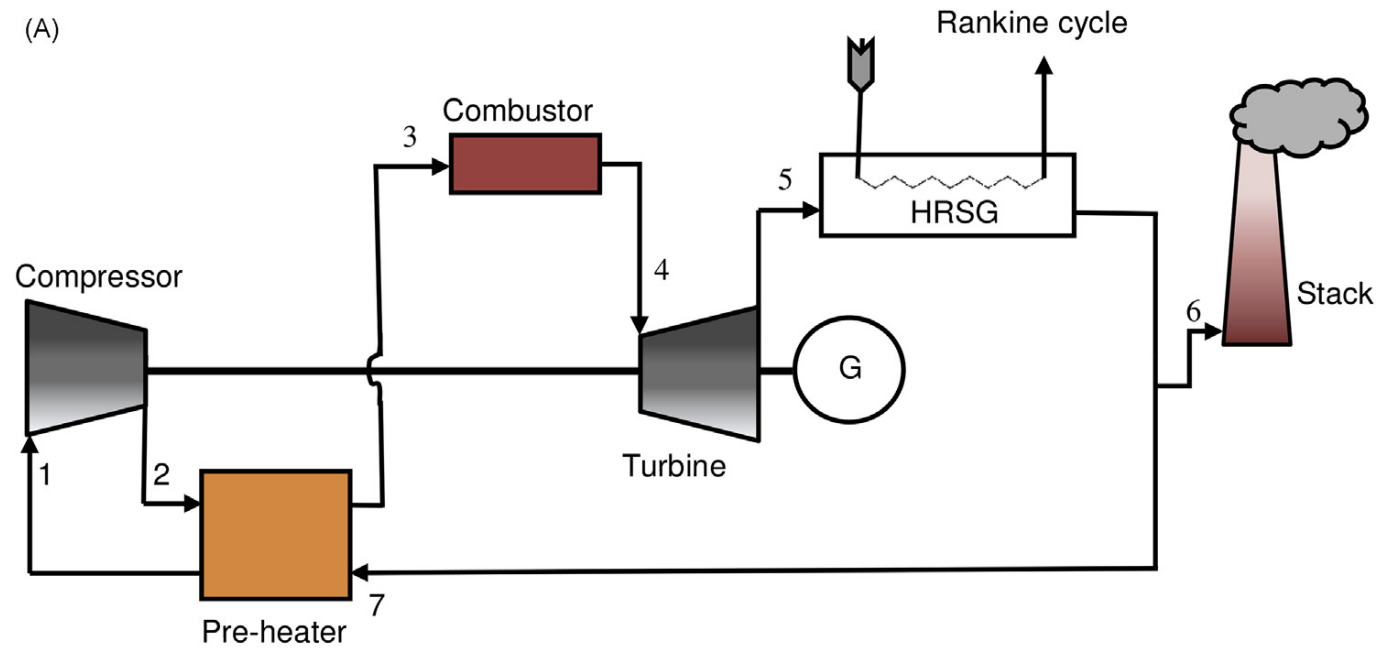 (A)
Rankine cycle
Combustor
3
5
HRSG
4
Compressor
Stack
6
G
Turbine
1
2
7
Pre-heater